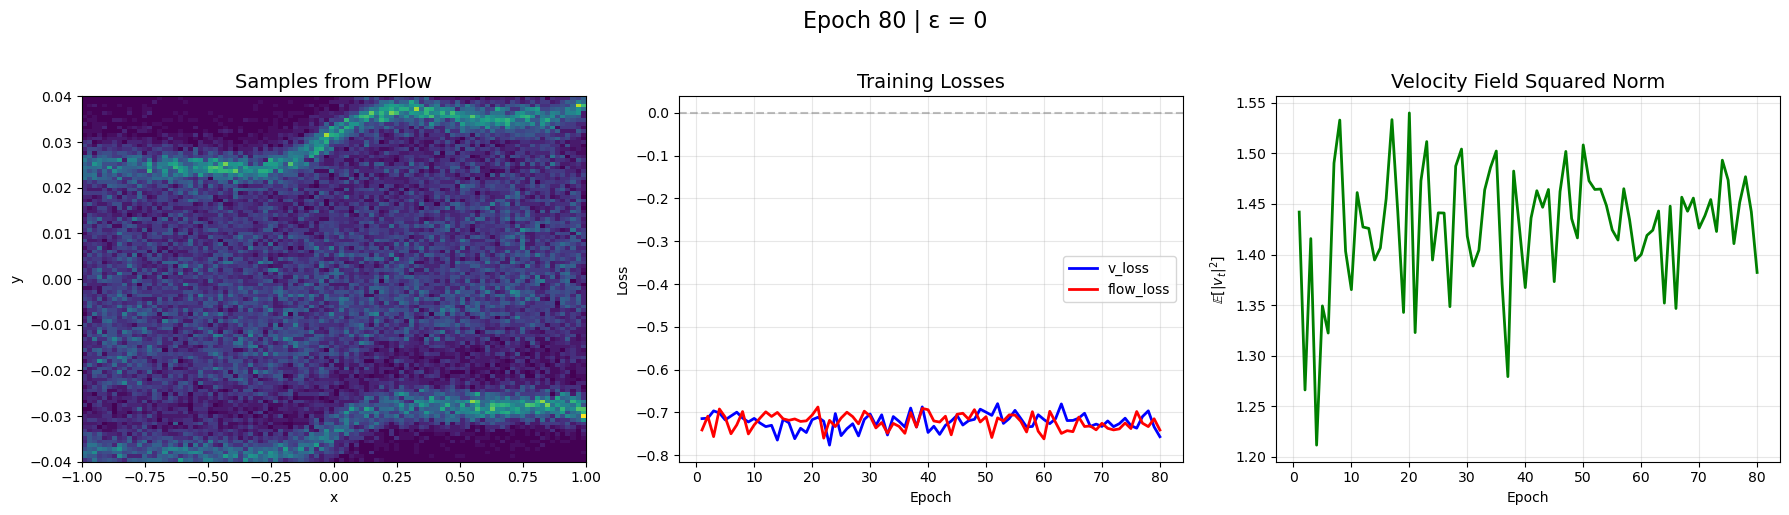 Epoch 80 | ε = 0
Samples from PFlow
0.04
0.03
0.02
0.01
0.00
−0.01
−0.02
−0.03
−0.04
y
−1.00 −0.75 −0.50 −0.25 0.00 0.25 0.50 0.75 1.00
x
Training Losses
0.0
−0.1
−0.2
−0.3
−0.4
−0.5
−0.6
−0.7
−0.8
Loss
v_loss
flow_loss
0 10 20 30 40 50 60 70 80
Epoch
Velocity Field Squared Norm
1.55
1.50
1.45
1.40
1.35
1.30
1.25
1.20
𝔼[|v_t|²]
0 10 20 30 40 50 60 70 80
Epoch